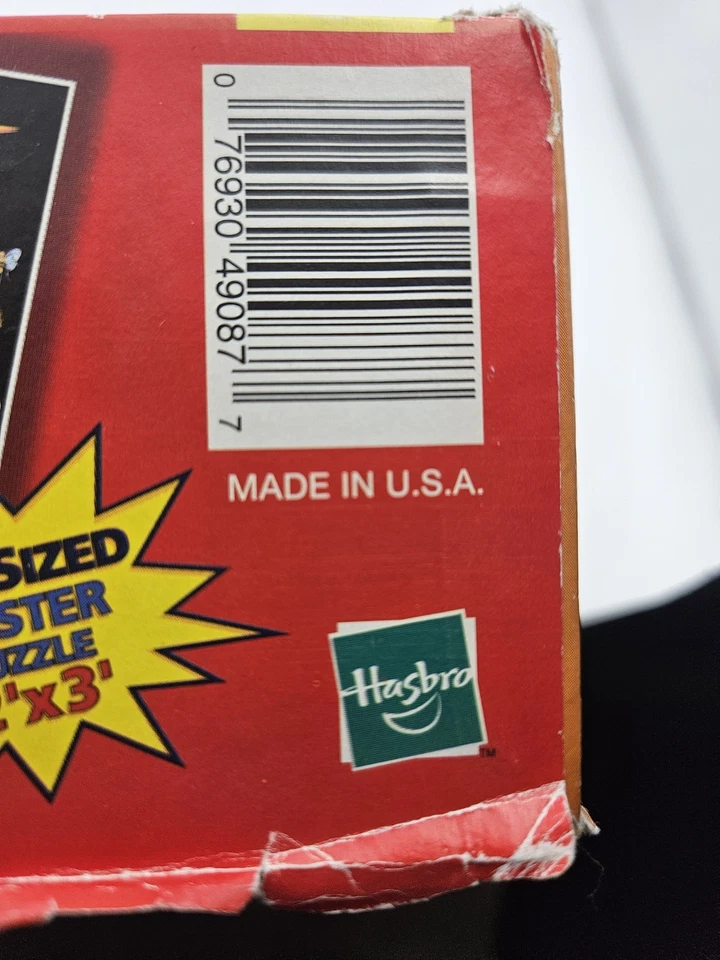 0 76930 49087 7
MADE IN U.S.A.
SIZED
STER
ZZLE
'x3'
Hasbro
TM